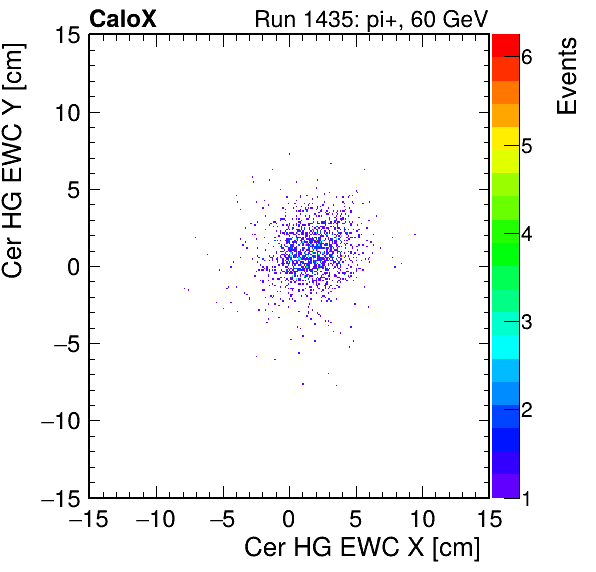 CaloX Run 1435: pi+, 60 GeV
Cer HG EWC Y [cm]
15
10
5
0
−5
−10
−15
−15 −10 −5 0 5 10 15
Cer HG EWC X [cm]
Events
6
5
4
3
2
1